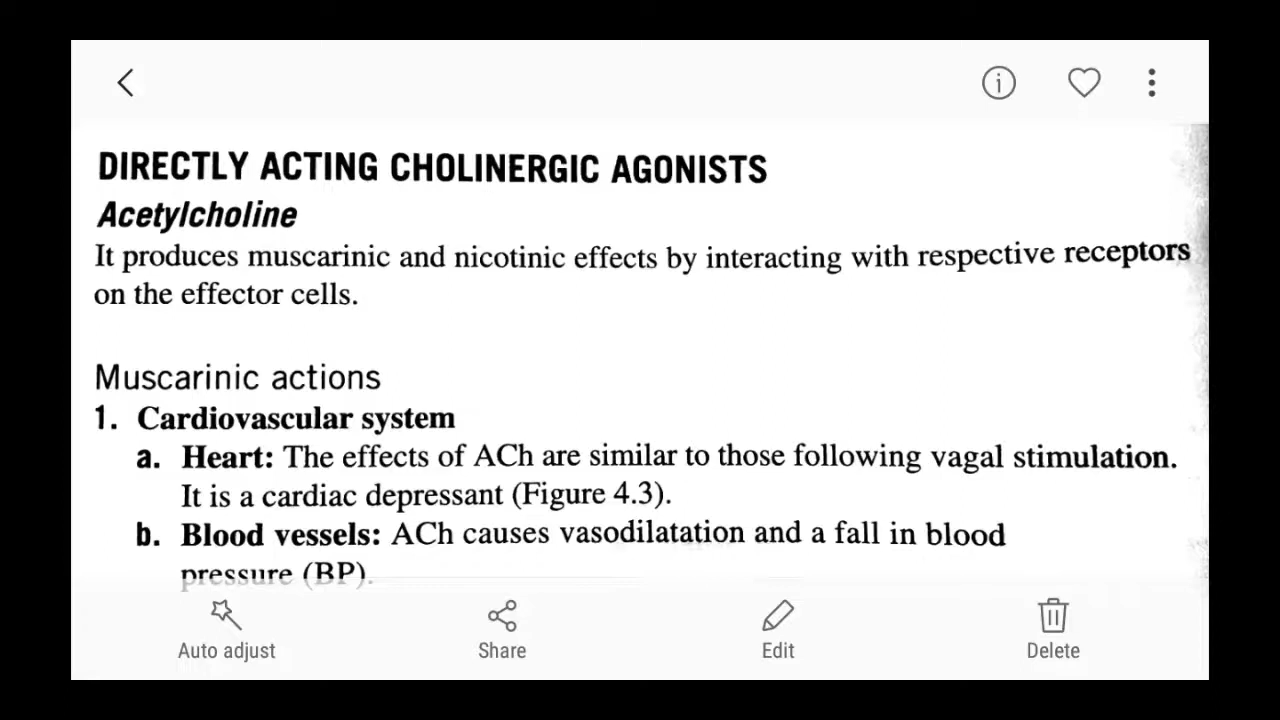 DIRECTLY ACTING CHOLINERGIC AGONISTS
Acetylcholine
It produces muscarinic and nicotinic effects by interacting with respective receptors
on the effector cells.
Muscarinic actions
1. Cardiovascular system
a. Heart: The effects of ACh are similar to those following vagal stimulation.
It is a cardiac depressant (Figure 4.3).
b. Blood vessels: ACh causes vasodilatation and a fall in blood
pressure (BP).
Auto adjust Share Edit Delete